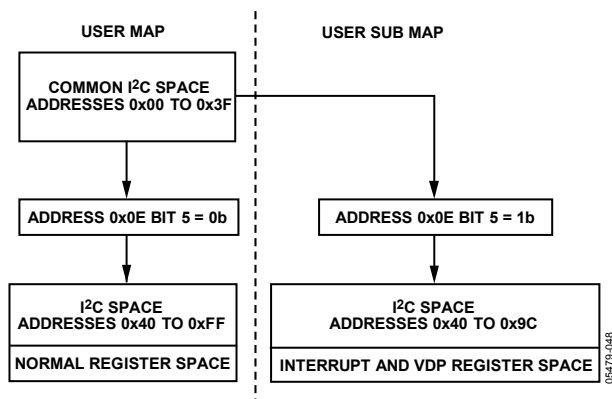 USER MAP
USER SUB MAP
COMMON I²C SPACE
ADDRESSES 0x00 TO 0x3F
ADDRESS 0x0E BIT 5 = 0b
ADDRESS 0x0E BIT 5 = 1b
I²C SPACE
ADDRESSES 0x40 TO 0xFF
NORMAL REGISTER SPACE
I²C SPACE
ADDRESSES 0x40 TO 0x9C
INTERRUPT AND VDP REGISTER SPACE
05479-048